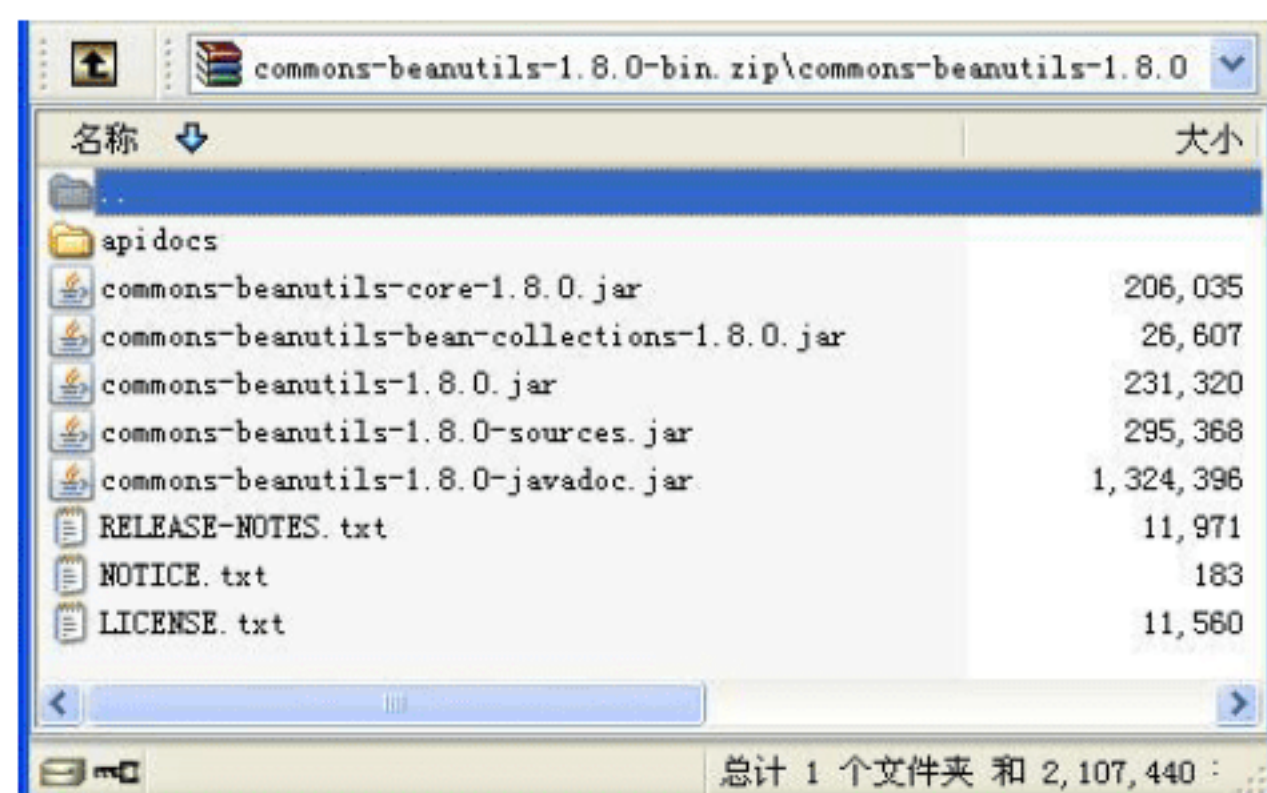 commons-beanutils-1.8.0-bin.zip\commons-beanutils-1.8.0
名称 大小
..
apidocs
commons-beanutils-core-1.8.0.jar 206,035
commons-beanutils-bean-collections-1.8.0.jar 26,607
commons-beanutils-1.8.0.jar 231,320
commons-beanutils-1.8.0-sources.jar 295,368
commons-beanutils-1.8.0-javadoc.jar 1,324,396
RELEASE-NOTES.txt 11,971
NOTICE.txt 183
LICENSE.txt 11,560
总计 1 个文件夹 和 2,107,440